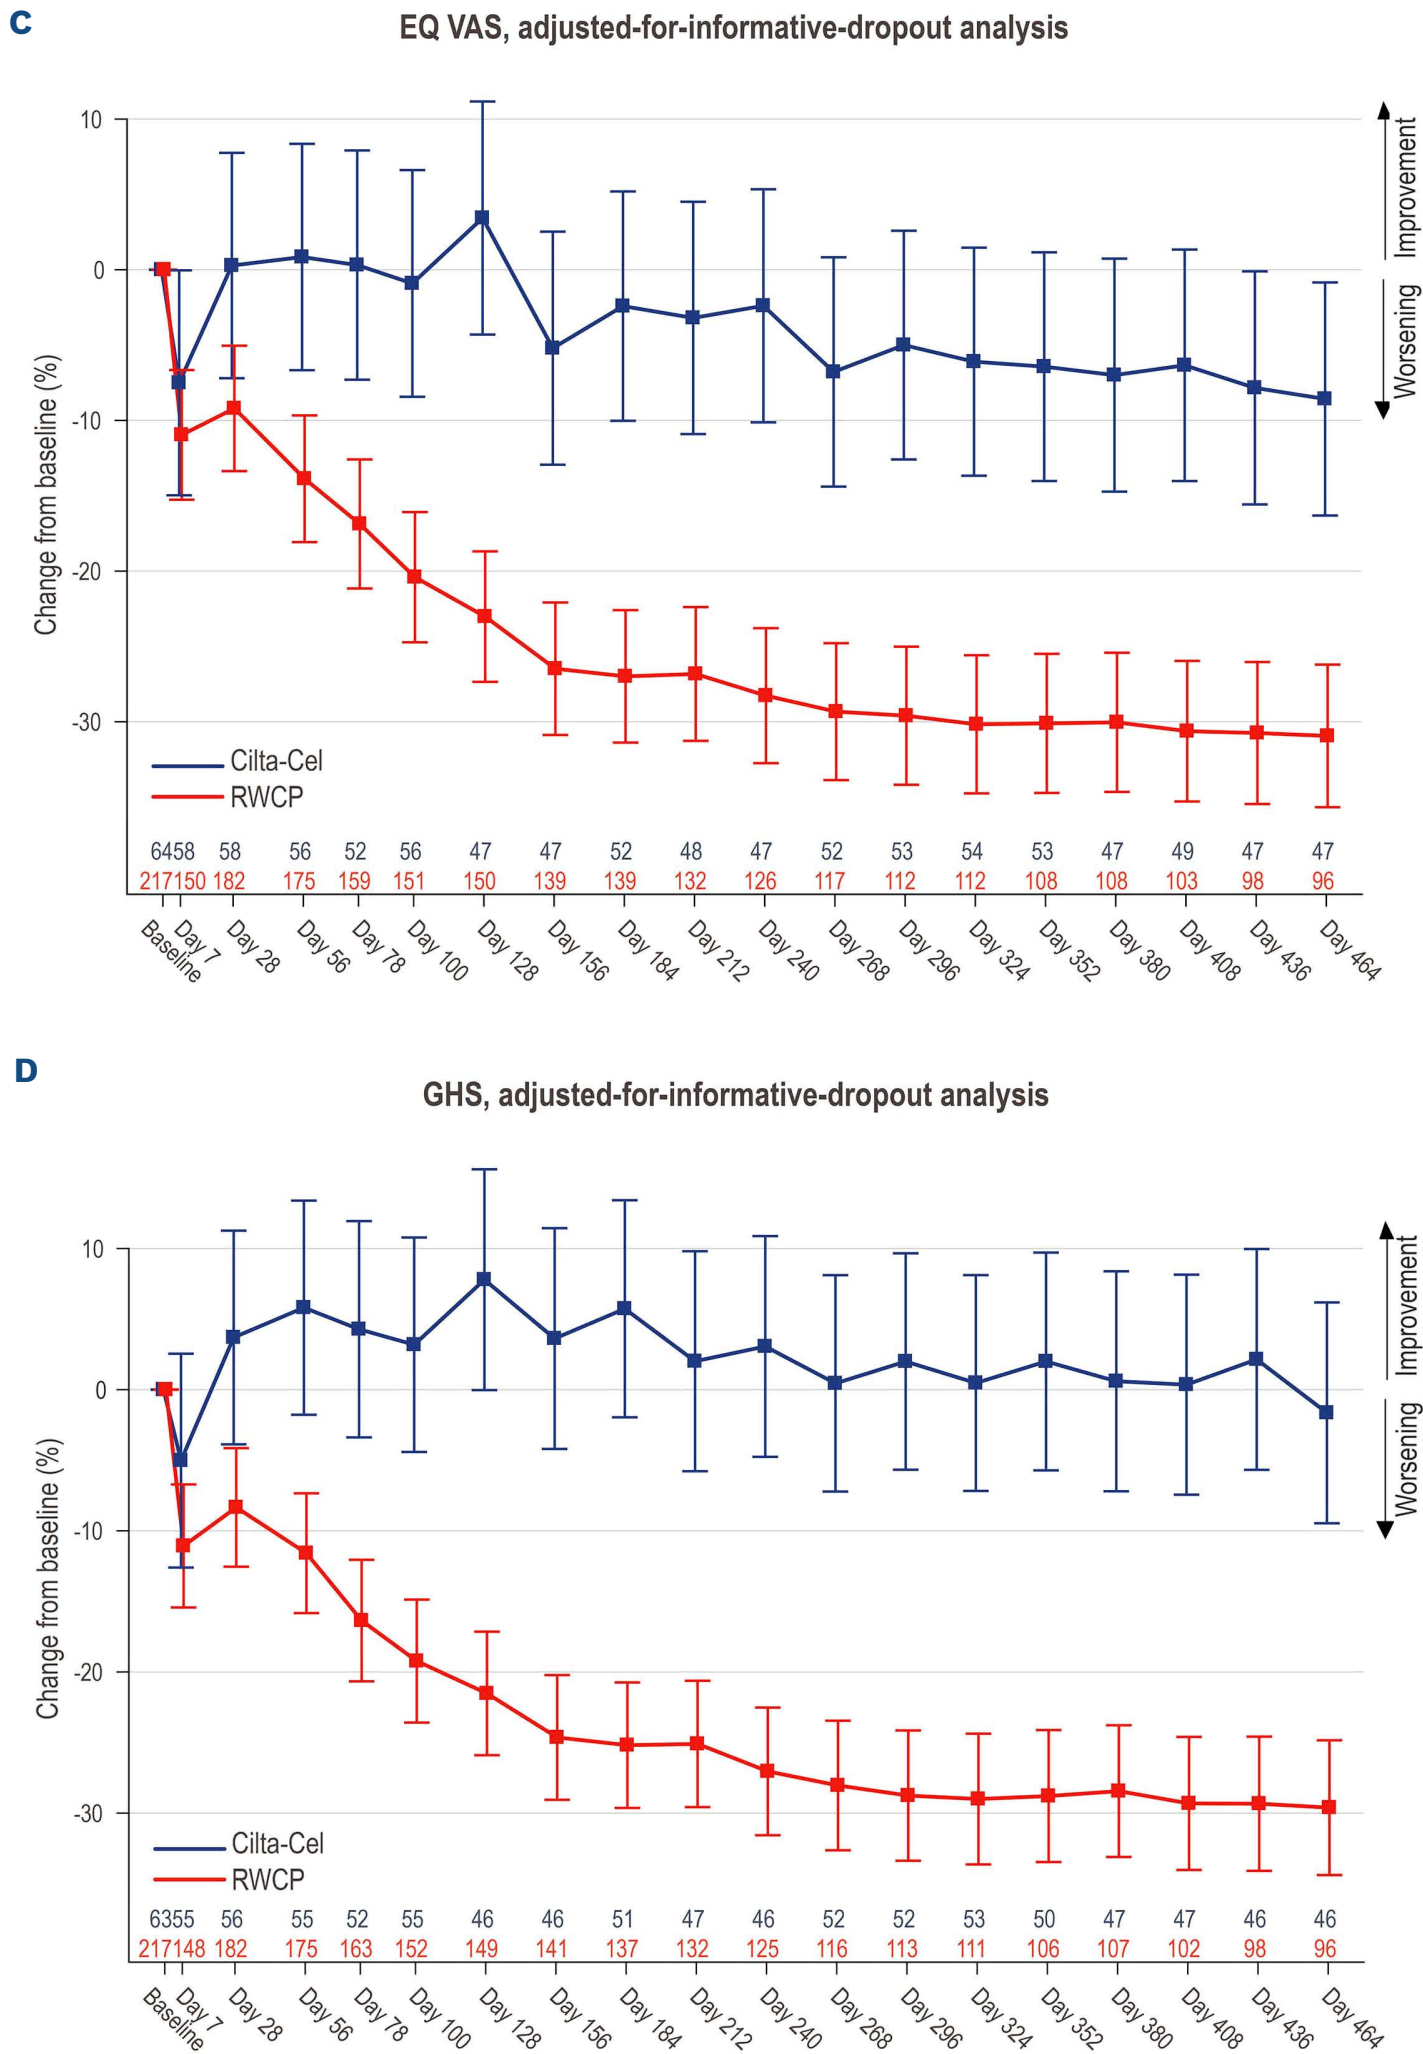 C
EQ VAS, adjusted-for-informative-dropout analysis
10
0
-10
-20
-30
Change from baseline (%)
Improvement
Worsening
Cilta-Cel
RWCP
64 58 58 56 52 56 47 47 52 48 47 52 53 54 53 47 49 47 47
217 150 182 175 159 151 150 139 139 132 126 117 112 112 108 108 103 98 96
Baseline Day 7 Day 28 Day 56 Day 78 Day 100 Day 128 Day 156 Day 184 Day 212 Day 240 Day 268 Day 296 Day 324 Day 352 Day 380 Day 408 Day 436 Day 464
D
GHS, adjusted-for-informative-dropout analysis
10
0
-10
-20
-30
Change from baseline (%)
Improvement
Worsening
Cilta-Cel
RWCP
63 55 56 55 52 55 46 46 51 47 46 52 52 53 50 47 47 46 46
217 148 182 175 163 152 149 141 137 132 125 116 113 111 106 107 102 98 96
Baseline Day 7 Day 28 Day 56 Day 78 Day 100 Day 128 Day 156 Day 184 Day 212 Day 240 Day 268 Day 296 Day 324 Day 352 Day 380 Day 408 Day 436 Day 464